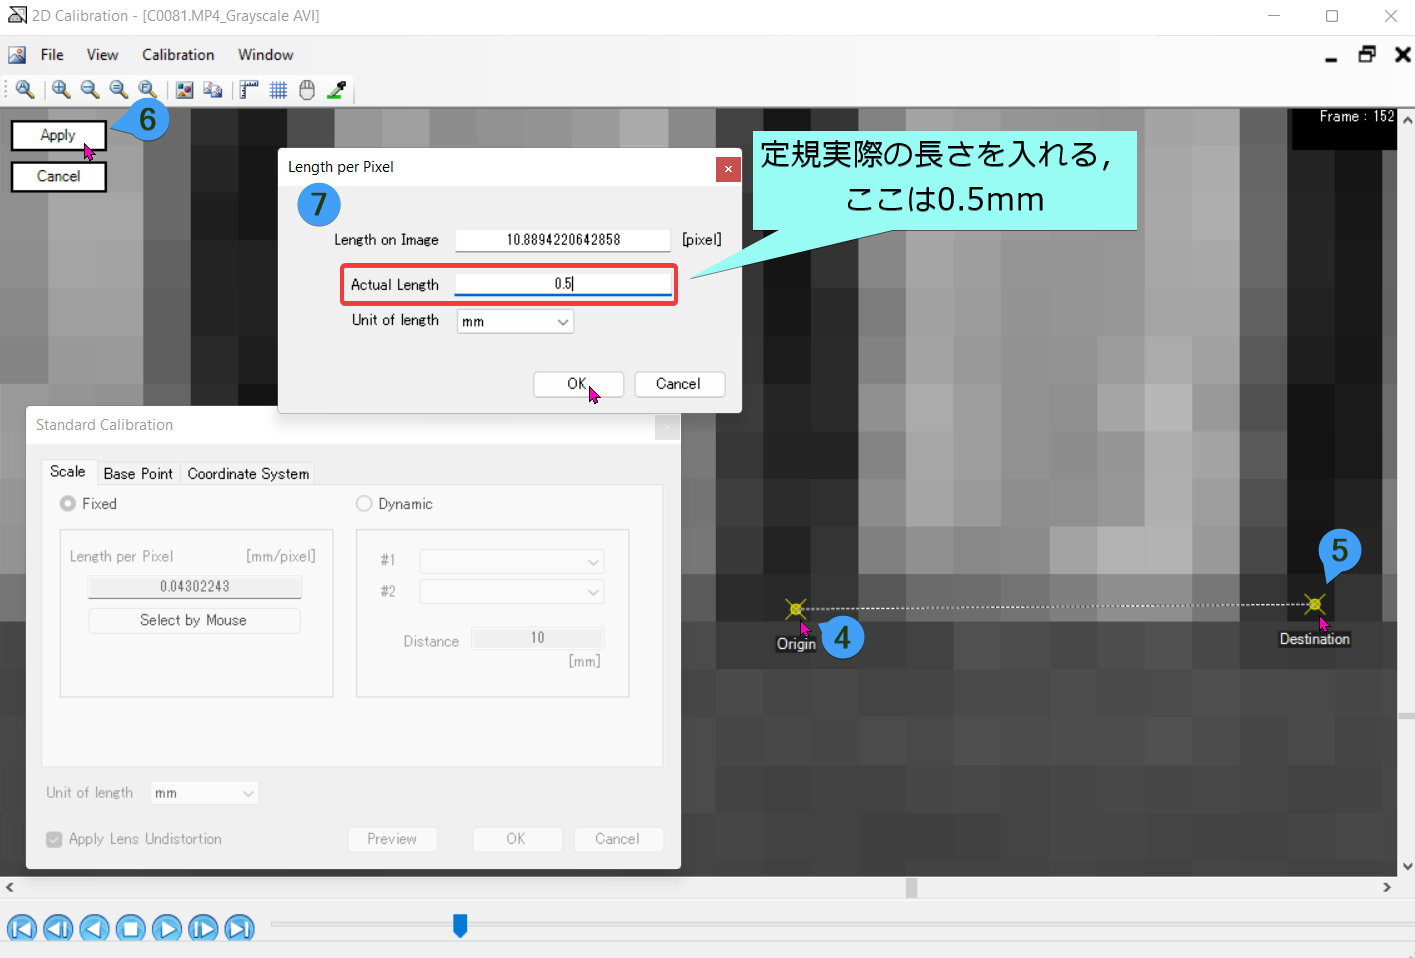 2D Calibration - [C0081.MP4_Grayscale AVI]
File View Calibration Window
Frame : 152
Apply
6
Cancel
Length per Pixel
7
定規実際の長さを入れる,
ここは0.5mm
Length on Image 10.8894220642858 [pixel]
Actual Length 0.5
Unit of length mm
OK Cancel
Standard Calibration
Scale Base Point Coordinate System
Fixed Dynamic
Length per Pixel [mm/pixel]
0.04302243
Select by Mouse
#1
#2
Distance 10
[mm]
Unit of length mm
Apply Lens Undistortion Preview OK Cancel
4
Origin
5
Destination